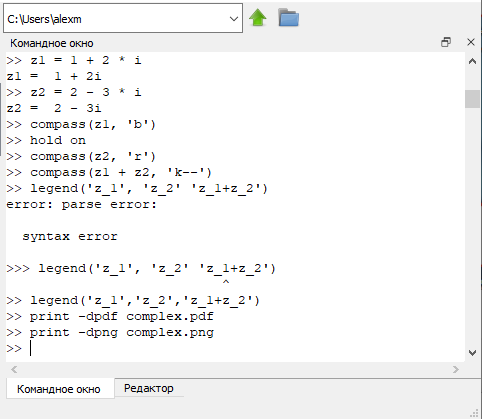 C:\Users\alexm
Командное окно
>> z1 = 1 + 2 * i
z1 =  1 + 2i
>> z2 = 2 - 3 * i
z2 =  2 - 3i
>> compass(z1, 'b')
>> hold on
>> compass(z2, 'r')
>> compass(z1 + z2, 'k--')
>> legend('z_1', 'z_2' 'z_1+z_2')
error: parse error:
syntax error
>>> legend('z_1', 'z_2' 'z_1+z_2')
^
>> legend('z_1','z_2','z_1+z_2')
>> print -dpdf complex.pdf
>> print -dpng complex.png
>>
Командное окно
Редактор